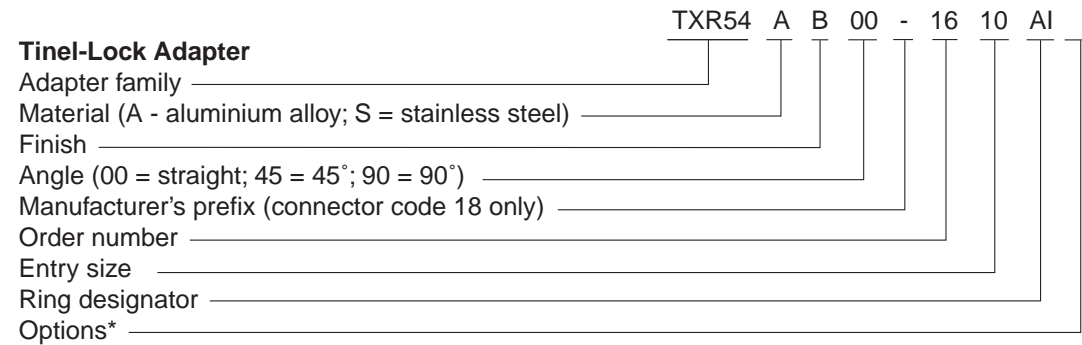 TXR54 A B 00 - 16 10 AI
Tinel-Lock Adapter
Adapter family
Material (A - aluminium alloy; S = stainless steel)
Finish
Angle (00 = straight; 45 = 45˚; 90 = 90˚)
Manufacturer's prefix (connector code 18 only)
Order number
Entry size
Ring designator
Options*